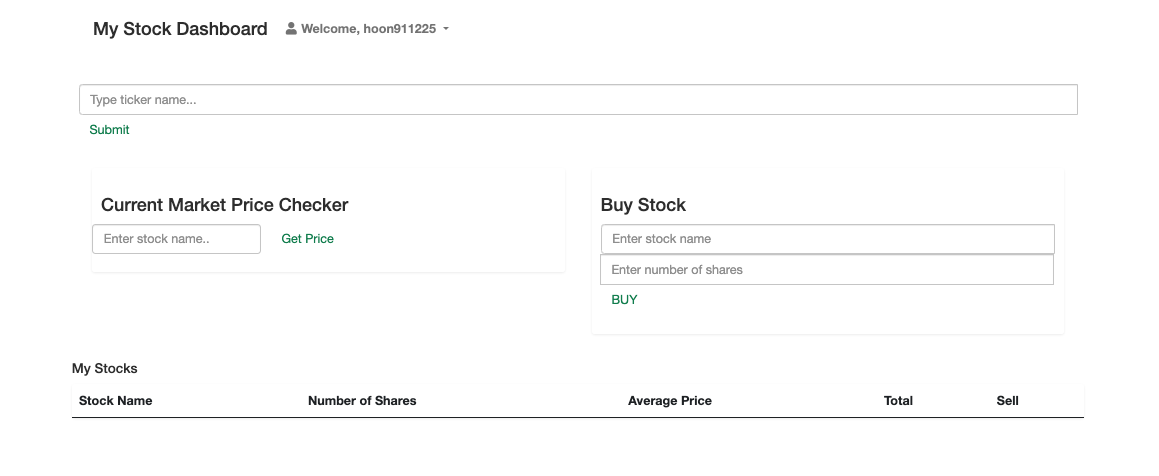 My Stock Dashboard Welcome, hoon911225
Type ticker name...
Submit
Current Market Price Checker
Enter stock name..
Get Price
Buy Stock
Enter stock name
Enter number of shares
BUY
My Stocks
Stock Name Number of Shares Average Price Total Sell